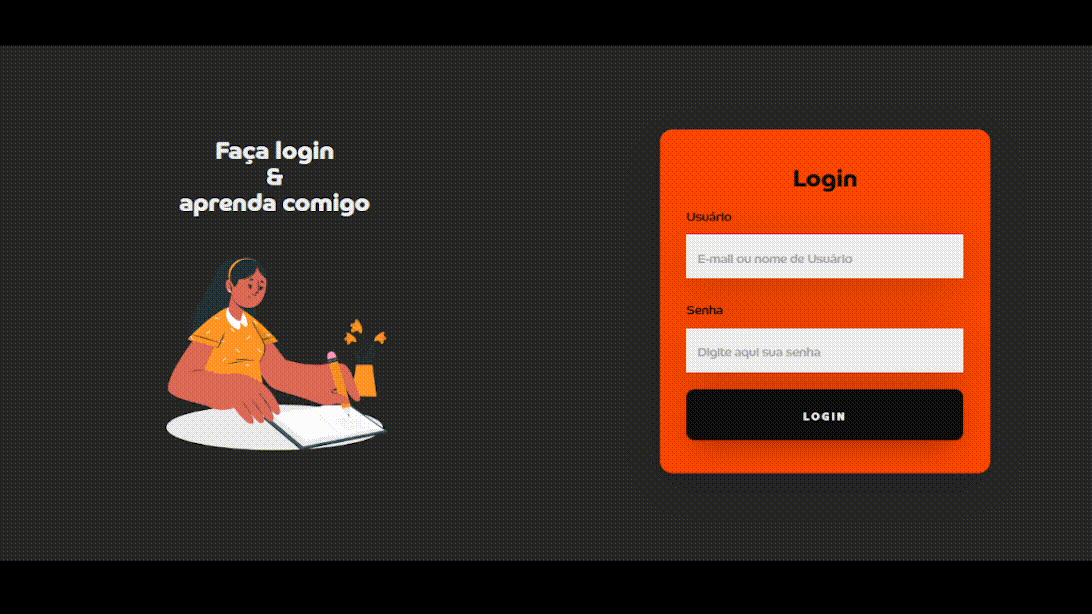 Faça login
&
aprenda comigo
Login
Usuário
E-mail ou nome de Usuário
Senha
Digite aqui sua senha
LOGIN